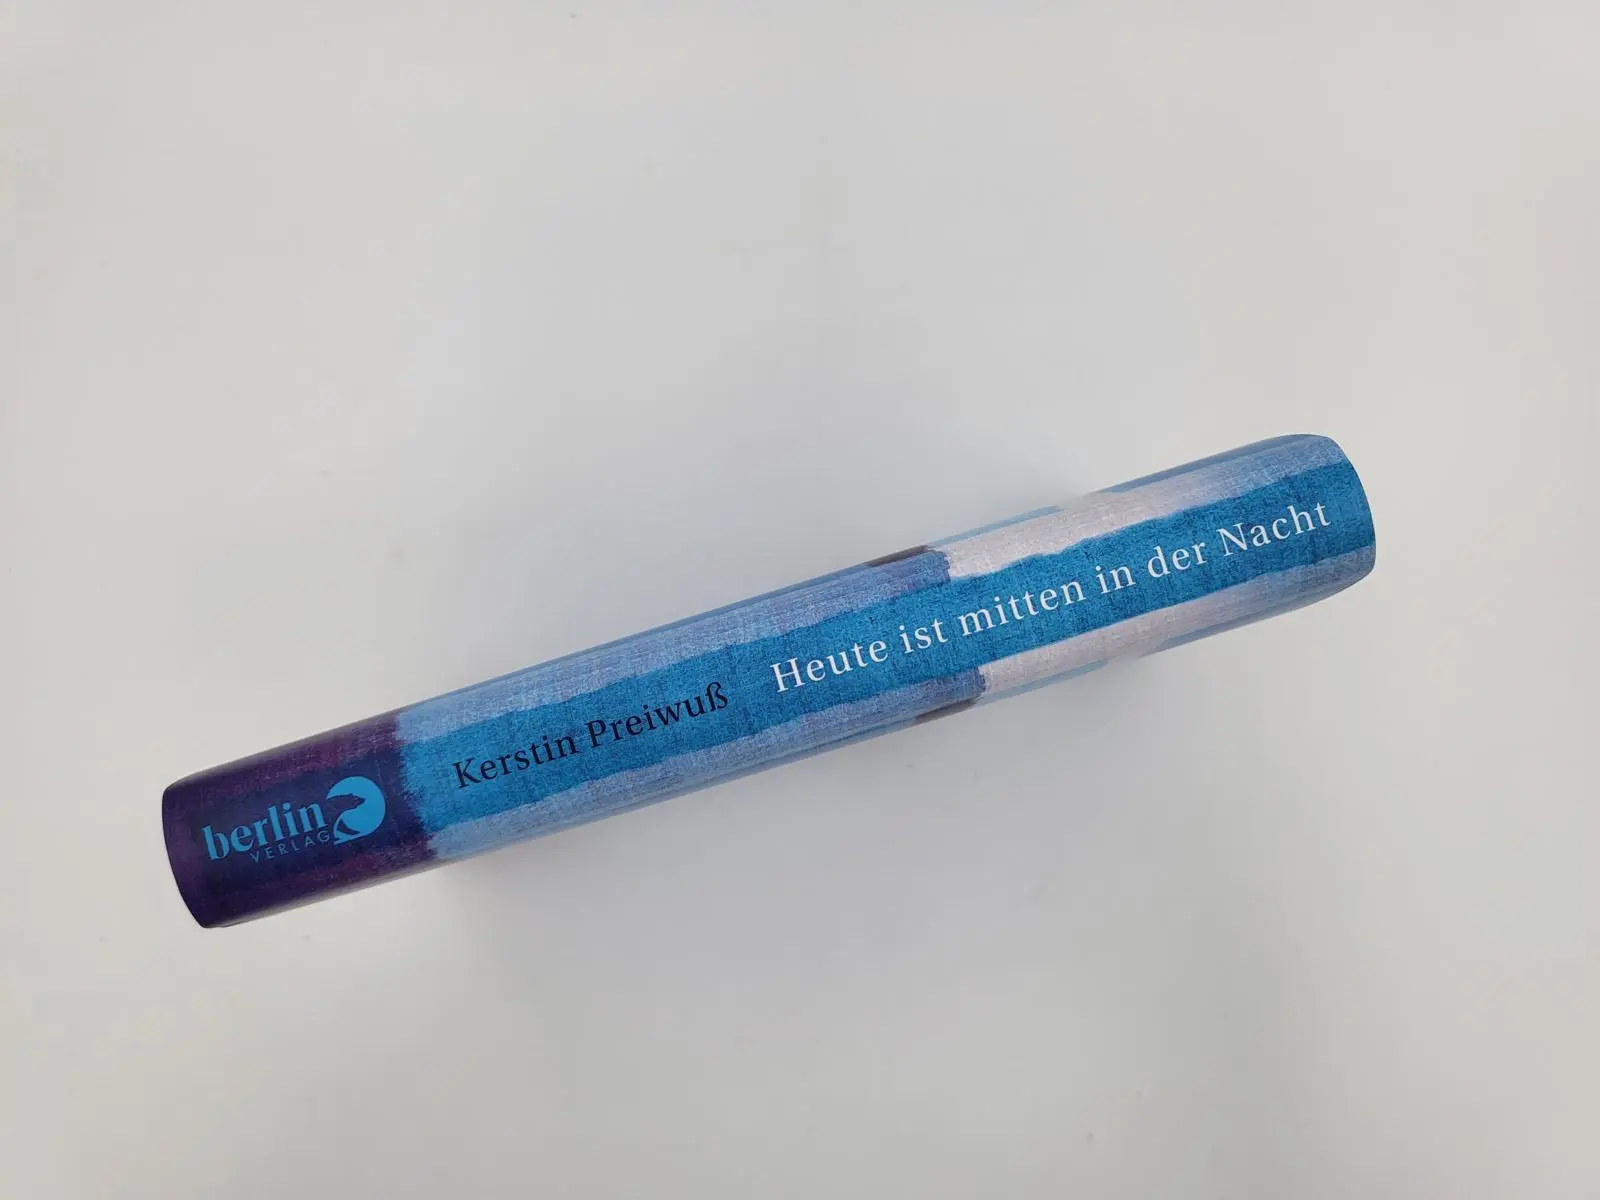 berlin
VERLAG
Kerstin Preiwuß
Heute ist mitten in der Nacht